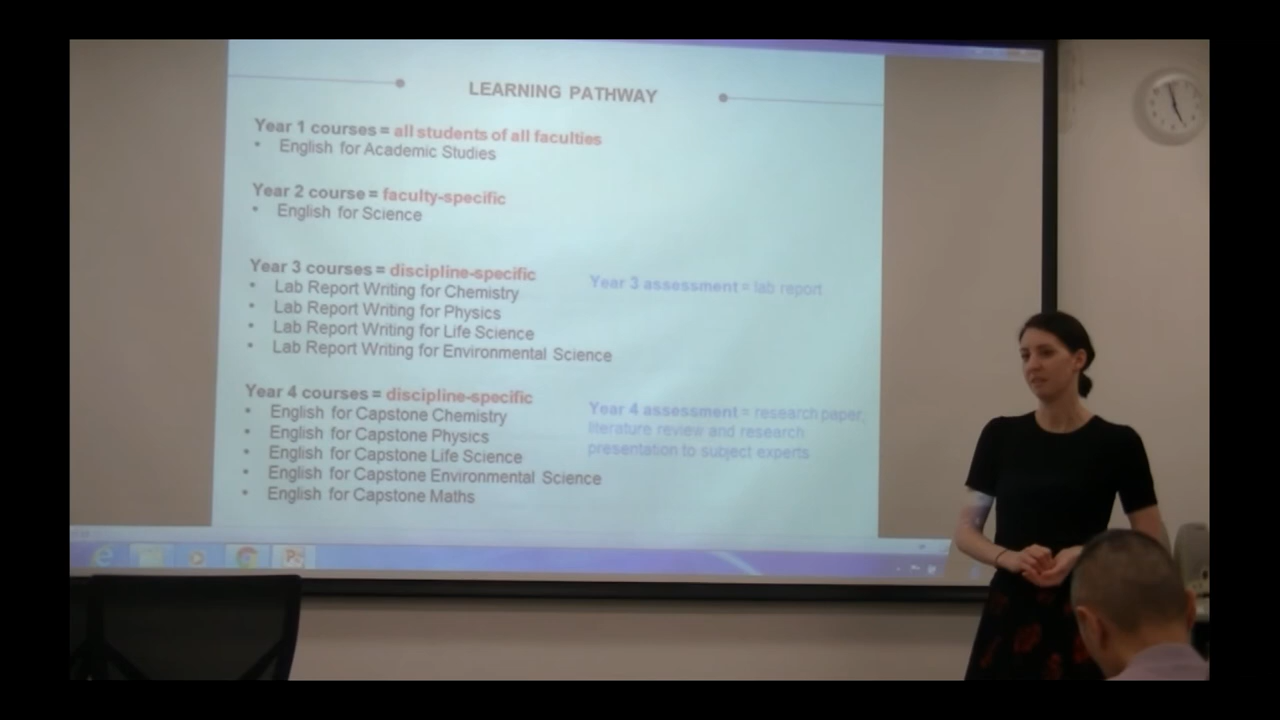 LEARNING PATHWAY
Year 1 courses = all students of all faculties
• English for Academic Studies
Year 2 course = faculty-specific
• English for Science
Year 3 courses = discipline-specific
Year 3 assessment = lab report
• Lab Report Writing for Chemistry
• Lab Report Writing for Physics
• Lab Report Writing for Life Science
• Lab Report Writing for Environmental Science
Year 4 courses = discipline-specific
• English for Capstone Chemistry
• English for Capstone Physics
• English for Capstone Life Science
• English for Capstone Environmental Science
• English for Capstone Maths
Year 4 assessment = research paper,
literature review and research
presentation to subject experts